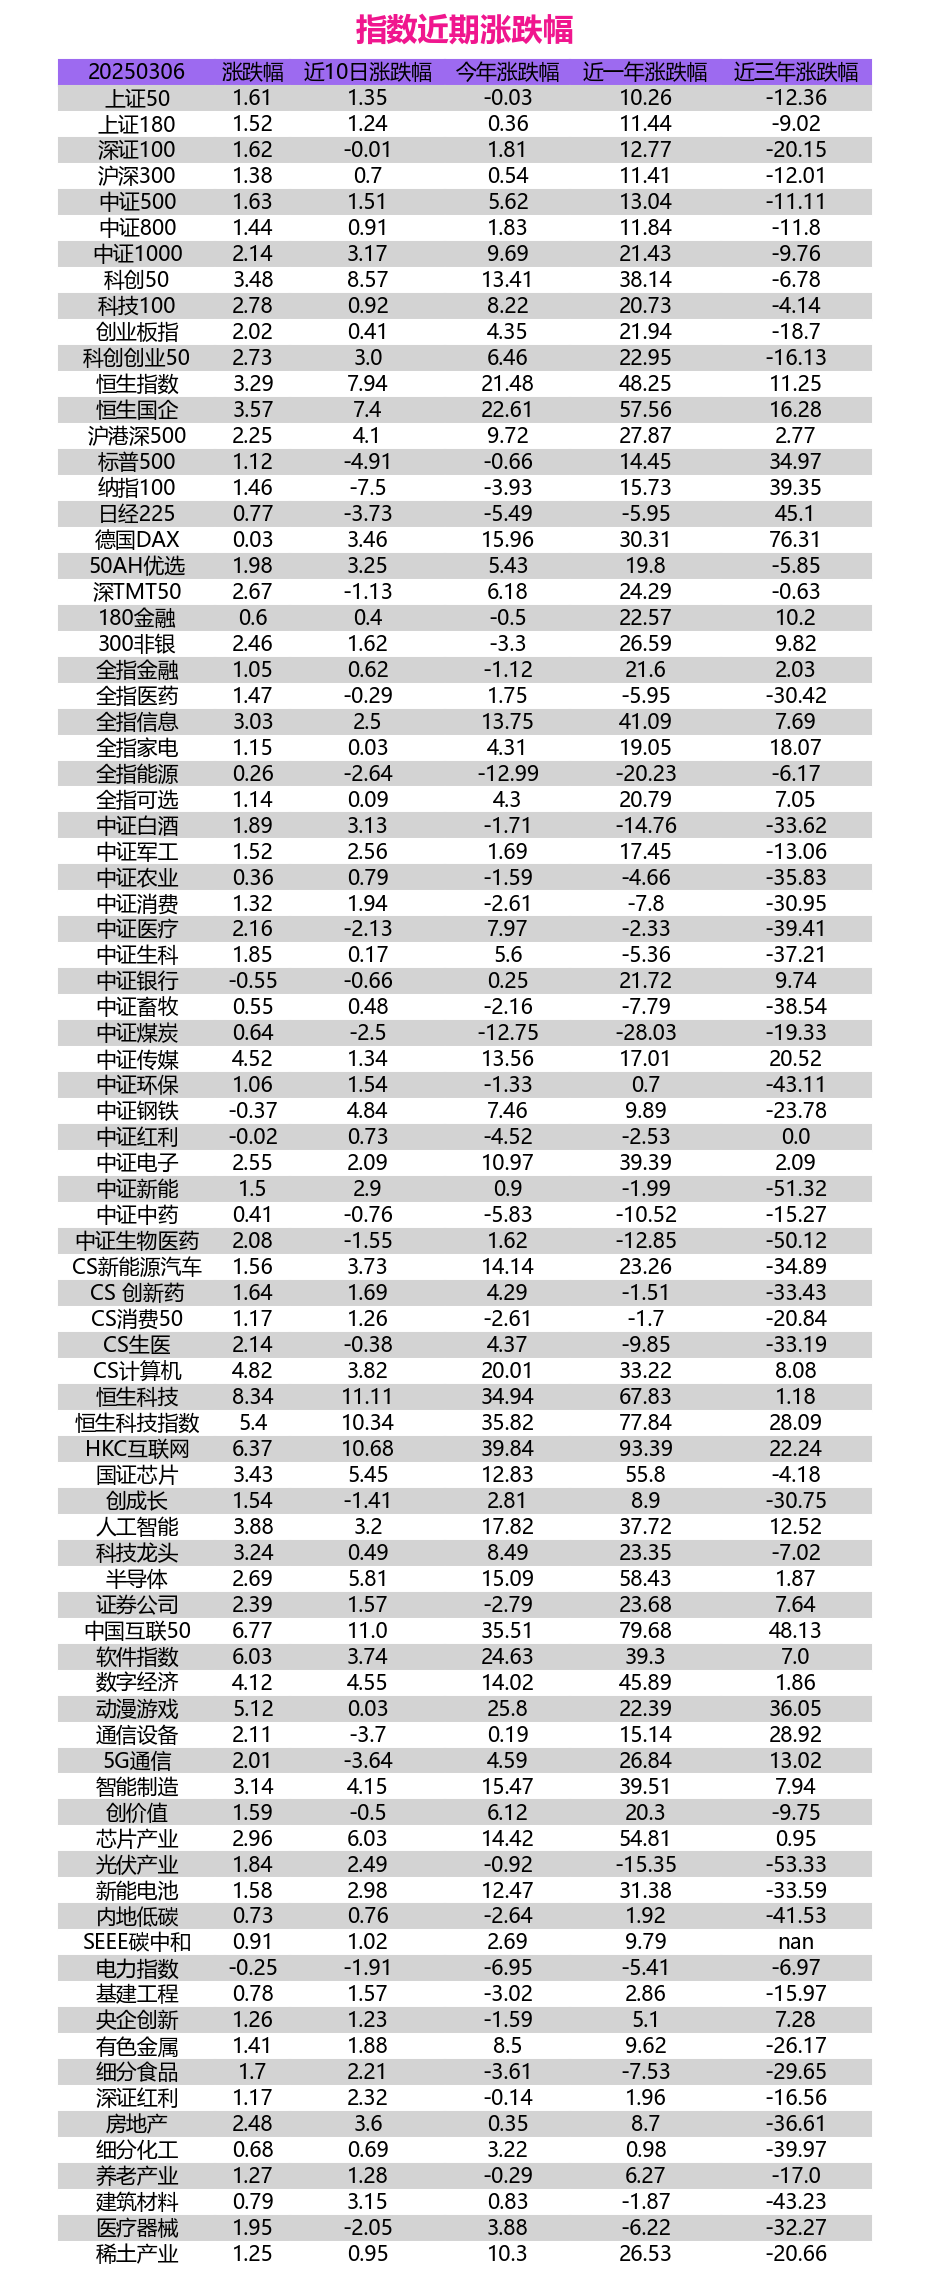 指数近期涨跌幅
20250306 涨跌幅 近10日涨跌幅 今年涨跌幅 近一年涨跌幅 近三年涨跌幅
上证50 1.61 1.35 -0.03 10.26 -12.36
上证180 1.52 1.24 0.36 11.44 -9.02
深证100 1.62 -0.01 1.81 12.77 -20.15
沪深300 1.38 0.7 0.54 11.41 -12.01
中证500 1.63 1.51 5.62 13.04 -11.11
中证800 1.44 0.91 1.83 11.84 -11.8
中证1000 2.14 3.17 9.69 21.43 -9.76
科创50 3.48 8.57 13.41 38.14 -6.78
科技100 2.78 0.92 8.22 20.73 -4.14
创业板指 2.02 0.41 4.35 21.94 -18.7
科创创业50 2.73 3.0 6.46 22.95 -16.13
恒生指数 3.29 7.94 21.48 48.25 11.25
恒生国企 3.57 7.4 22.61 57.56 16.28
沪港深500 2.25 4.1 9.72 27.87 2.77
标普500 1.12 -4.91 -0.66 14.45 34.97
纳指100 1.46 -7.5 -3.93 15.73 39.35
日经225 0.77 -3.73 -5.49 -5.95 45.1
德国DAX 0.03 3.46 15.96 30.31 76.31
50AH优选 1.98 3.25 5.43 19.8 -5.85
深TMT50 2.67 -1.13 6.18 24.29 -0.63
180金融 0.6 0.4 -0.5 22.57 10.2
300非银 2.46 1.62 -3.3 26.59 9.82
全指金融 1.05 0.62 -1.12 21.6 2.03
全指医药 1.47 -0.29 1.75 -5.95 -30.42
全指信息 3.03 2.5 13.75 41.09 7.69
全指家电 1.15 0.03 4.31 19.05 18.07
全指能源 0.26 -2.64 -12.99 -20.23 -6.17
全指可选 1.14 0.09 4.3 20.79 7.05
中证白酒 1.89 3.13 -1.71 -14.76 -33.62
中证军工 1.52 2.56 1.69 17.45 -13.06
中证农业 0.36 0.79 -1.59 -4.66 -35.83
中证消费 1.32 1.94 -2.61 -7.8 -30.95
中证医疗 2.16 -2.13 7.97 -2.33 -39.41
中证生科 1.85 0.17 5.6 -5.36 -37.21
中证银行 -0.55 -0.66 0.25 21.72 9.74
中证畜牧 0.55 0.48 -2.16 -7.79 -38.54
中证煤炭 0.64 -2.5 -12.75 -28.03 -19.33
中证传媒 4.52 1.34 13.56 17.01 20.52
中证环保 1.06 1.54 -1.33 0.7 -43.11
中证钢铁 -0.37 4.84 7.46 9.89 -23.78
中证红利 -0.02 0.73 -4.52 -2.53 0.0
中证电子 2.55 2.09 10.97 39.39 2.09
中证新能 1.5 2.9 0.9 -1.99 -51.32
中证中药 0.41 -0.76 -5.83 -10.52 -15.27
中证生物医药 2.08 -1.55 1.62 -12.85 -50.12
CS新能源汽车 1.56 3.73 14.14 23.26 -34.89
CS 创新药 1.64 1.69 4.29 -1.51 -33.43
CS消费50 1.17 1.26 -2.61 -1.7 -20.84
CS生医 2.14 -0.38 4.37 -9.85 -33.19
CS计算机 4.82 3.82 20.01 33.22 8.08
恒生科技 8.34 11.11 34.94 67.83 1.18
恒生科技指数 5.4 10.34 35.82 77.84 28.09
HKC互联网 6.37 10.68 39.84 93.39 22.24
国证芯片 3.43 5.45 12.83 55.8 -4.18
创成长 1.54 -1.41 2.81 8.9 -30.75
人工智能 3.88 3.2 17.82 37.72 12.52
科技龙头 3.24 0.49 8.49 23.35 -7.02
半导体 2.69 5.81 15.09 58.43 1.87
证券公司 2.39 1.57 -2.79 23.68 7.64
中国互联50 6.77 11.0 35.51 79.68 48.13
软件指数 6.03 3.74 24.63 39.3 7.0
数字经济 4.12 4.55 14.02 45.89 1.86
动漫游戏 5.12 0.03 25.8 22.39 36.05
通信设备 2.11 -3.7 0.19 15.14 28.92
5G通信 2.01 -3.64 4.59 26.84 13.02
智能制造 3.14 4.15 15.47 39.51 7.94
创价值 1.59 -0.5 6.12 20.3 -9.75
芯片产业 2.96 6.03 14.42 54.81 0.95
光伏产业 1.84 2.49 -0.92 -15.35 -53.33
新能电池 1.58 2.98 12.47 31.38 -33.59
内地低碳 0.73 0.76 -2.64 1.92 -41.53
SEEE碳中和 0.91 1.02 2.69 9.79 nan
电力指数 -0.25 -1.91 -6.95 -5.41 -6.97
基建工程 0.78 1.57 -3.02 2.86 -15.97
央企创新 1.26 1.23 -1.59 5.1 7.28
有色金属 1.41 1.88 8.5 9.62 -26.17
细分食品 1.7 2.21 -3.61 -7.53 -29.65
深证红利 1.17 2.32 -0.14 1.96 -16.56
房地产 2.48 3.6 0.35 8.7 -36.61
细分化工 0.68 0.69 3.22 0.98 -39.97
养老产业 1.27 1.28 -0.29 6.27 -17.0
建筑材料 0.79 3.15 0.83 -1.87 -43.23
医疗器械 1.95 -2.05 3.88 -6.22 -32.27
稀土产业 1.25 0.95 10.3 26.53 -20.66